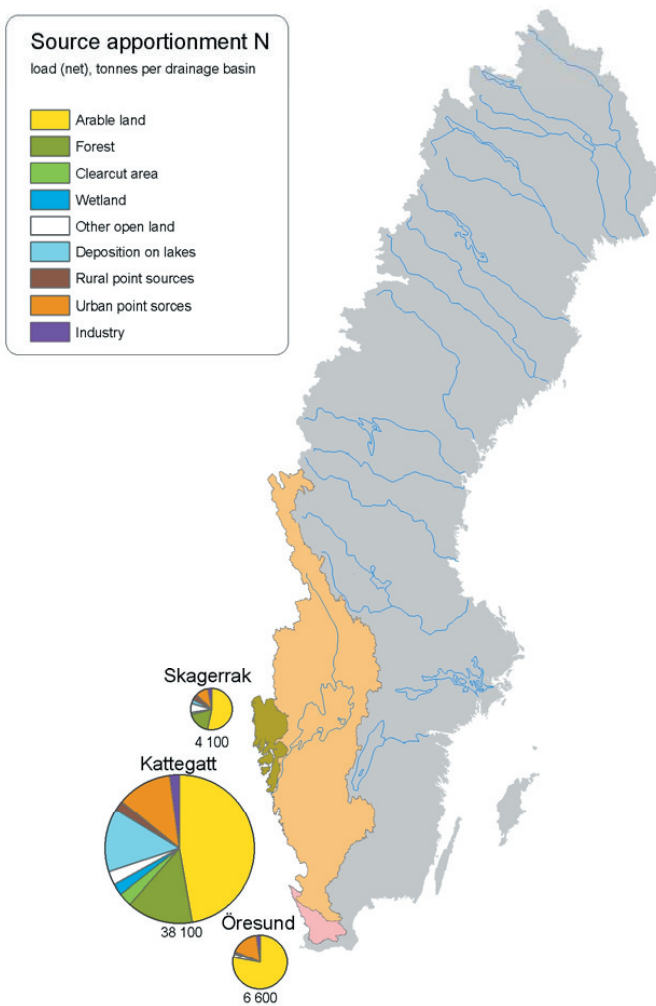 Source apportionment N
load (net), tonnes per drainage basin
Arable land
Forest
Clearcut area
Wetland
Other open land
Deposition on lakes
Rural point sources
Urban point sorces
Industry
Skagerrak
4 100
Kattegatt
38 100
Öresund
6 600